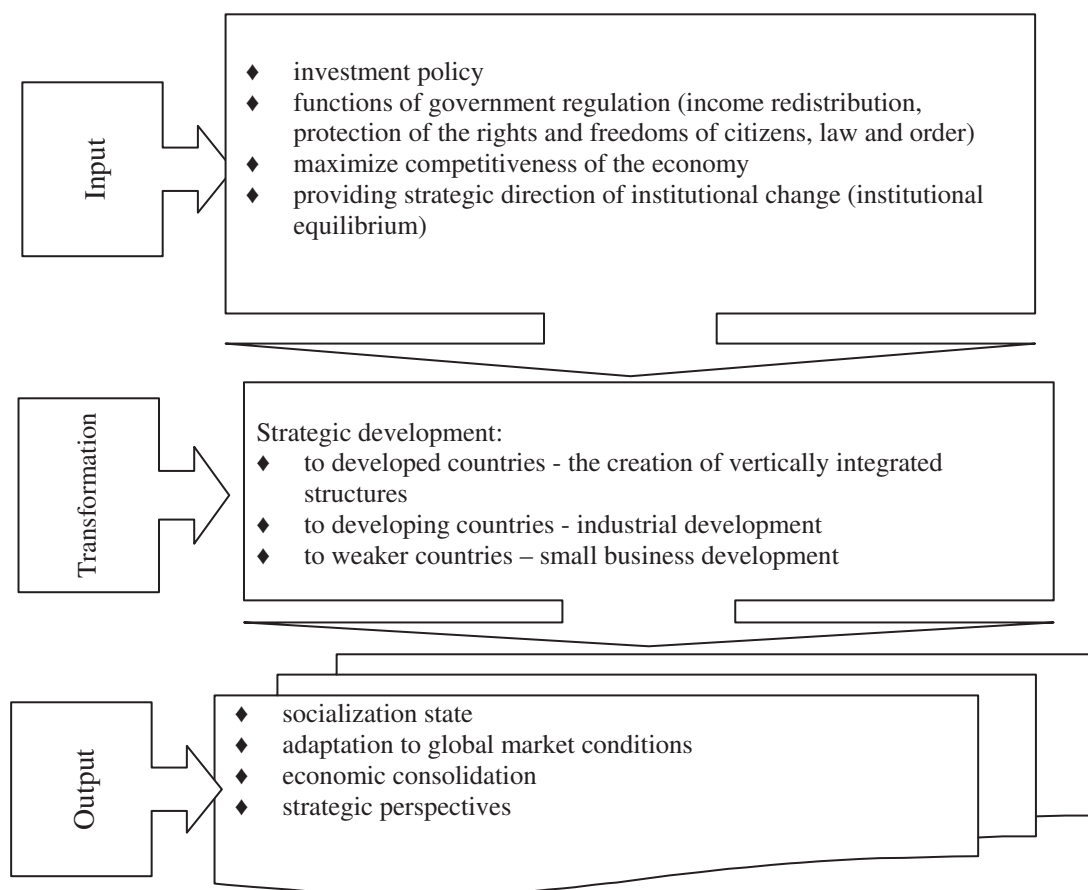 Input
♦ investment policy
♦ functions of government regulation (income redistribution,
protection of the rights and freedoms of citizens, law and order)
♦ maximize competitiveness of the economy
♦ providing strategic direction of institutional change (institutional
equilibrium)
Transformation
Strategic development:
♦ to developed countries - the creation of vertically integrated
structures
♦ to developing countries - industrial development
♦ to weaker countries – small business development
Output
♦ socialization state
♦ adaptation to global market conditions
♦ economic consolidation
♦ strategic perspectives